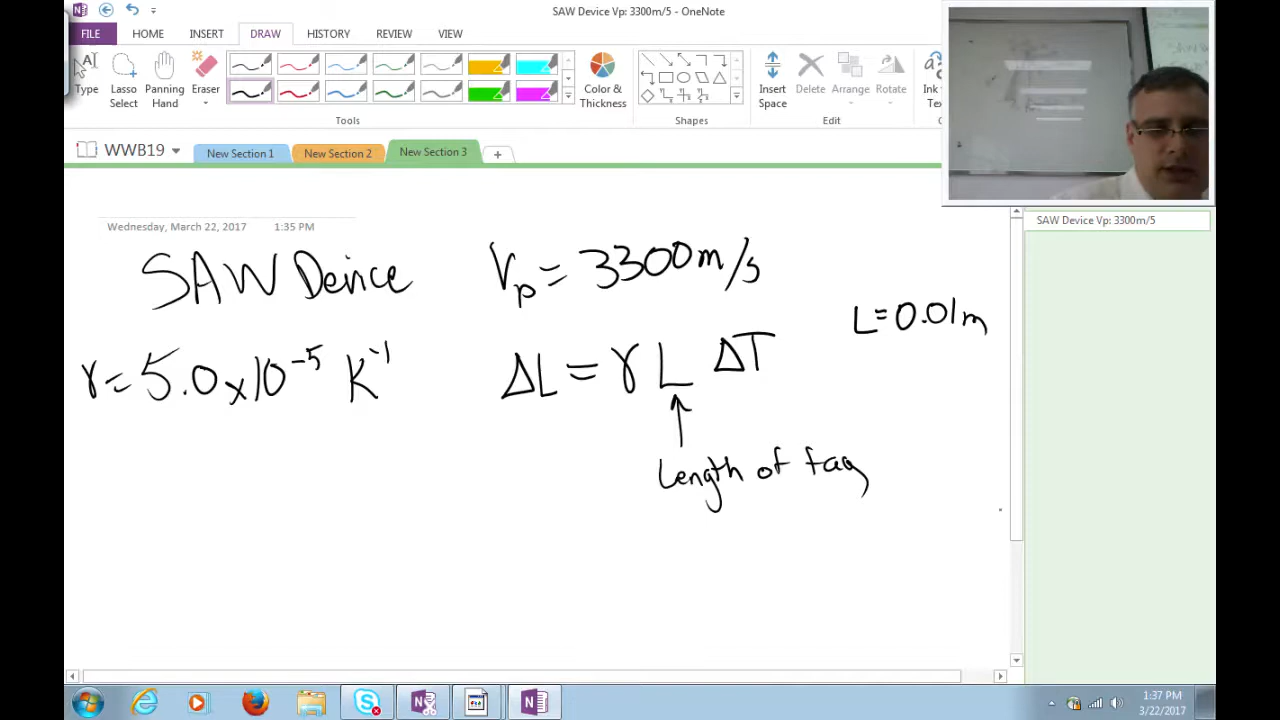 SAW Device Vp: 3300m/5 - OneNote
FILE HOME INSERT DRAW HISTORY REVIEW VIEW
Type
Lasso Select
Panning Hand
Eraser
Color & Thickness
Insert Space
Delete
Arrange
Rotate
Ink to
Tools
Shapes
Edit
WWB19
New Section 1
New Section 2
New Section 3
SAW Device Vp: 3300m/5
Wednesday, March 22, 2017 1:35 PM
SAW Device Vp = 3300m/s
L = 0.01m
γ = 5.0 x 10⁻⁵ K⁻¹ ΔL = γ L ΔT
Length of tag
1:37 PM
3/22/2017